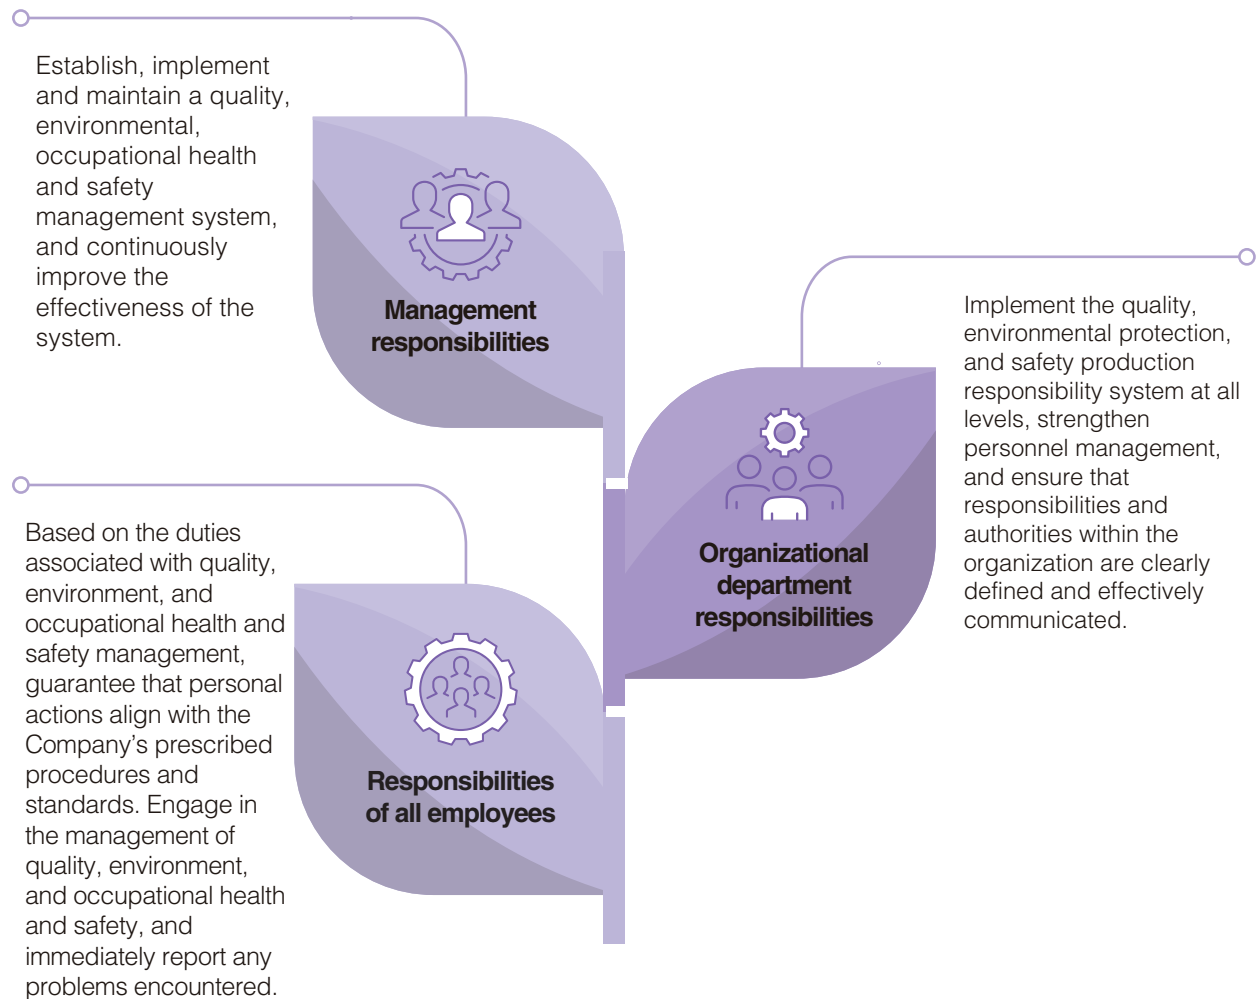 Establish, implement
and maintain a quality,
environmental,
occupational health
and safety
management system,
and continuously
improve the
effectiveness of the
system.
Management
responsibilities
Implement the quality,
environmental protection,
and safety production
responsibility system at all
levels, strengthen
personnel management,
and ensure that
responsibilities and
authorities within the
organization are clearly
defined and effectively
communicated.
Organizational
department
responsibilities
Based on the duties
associated with quality,
environment, and
occupational health and
safety management,
guarantee that personal
actions align with the
Company’s prescribed
procedures and
standards. Engage in
the management of
quality, environment,
and occupational health
and safety, and
immediately report any
problems encountered.
Responsibilities
of all employees